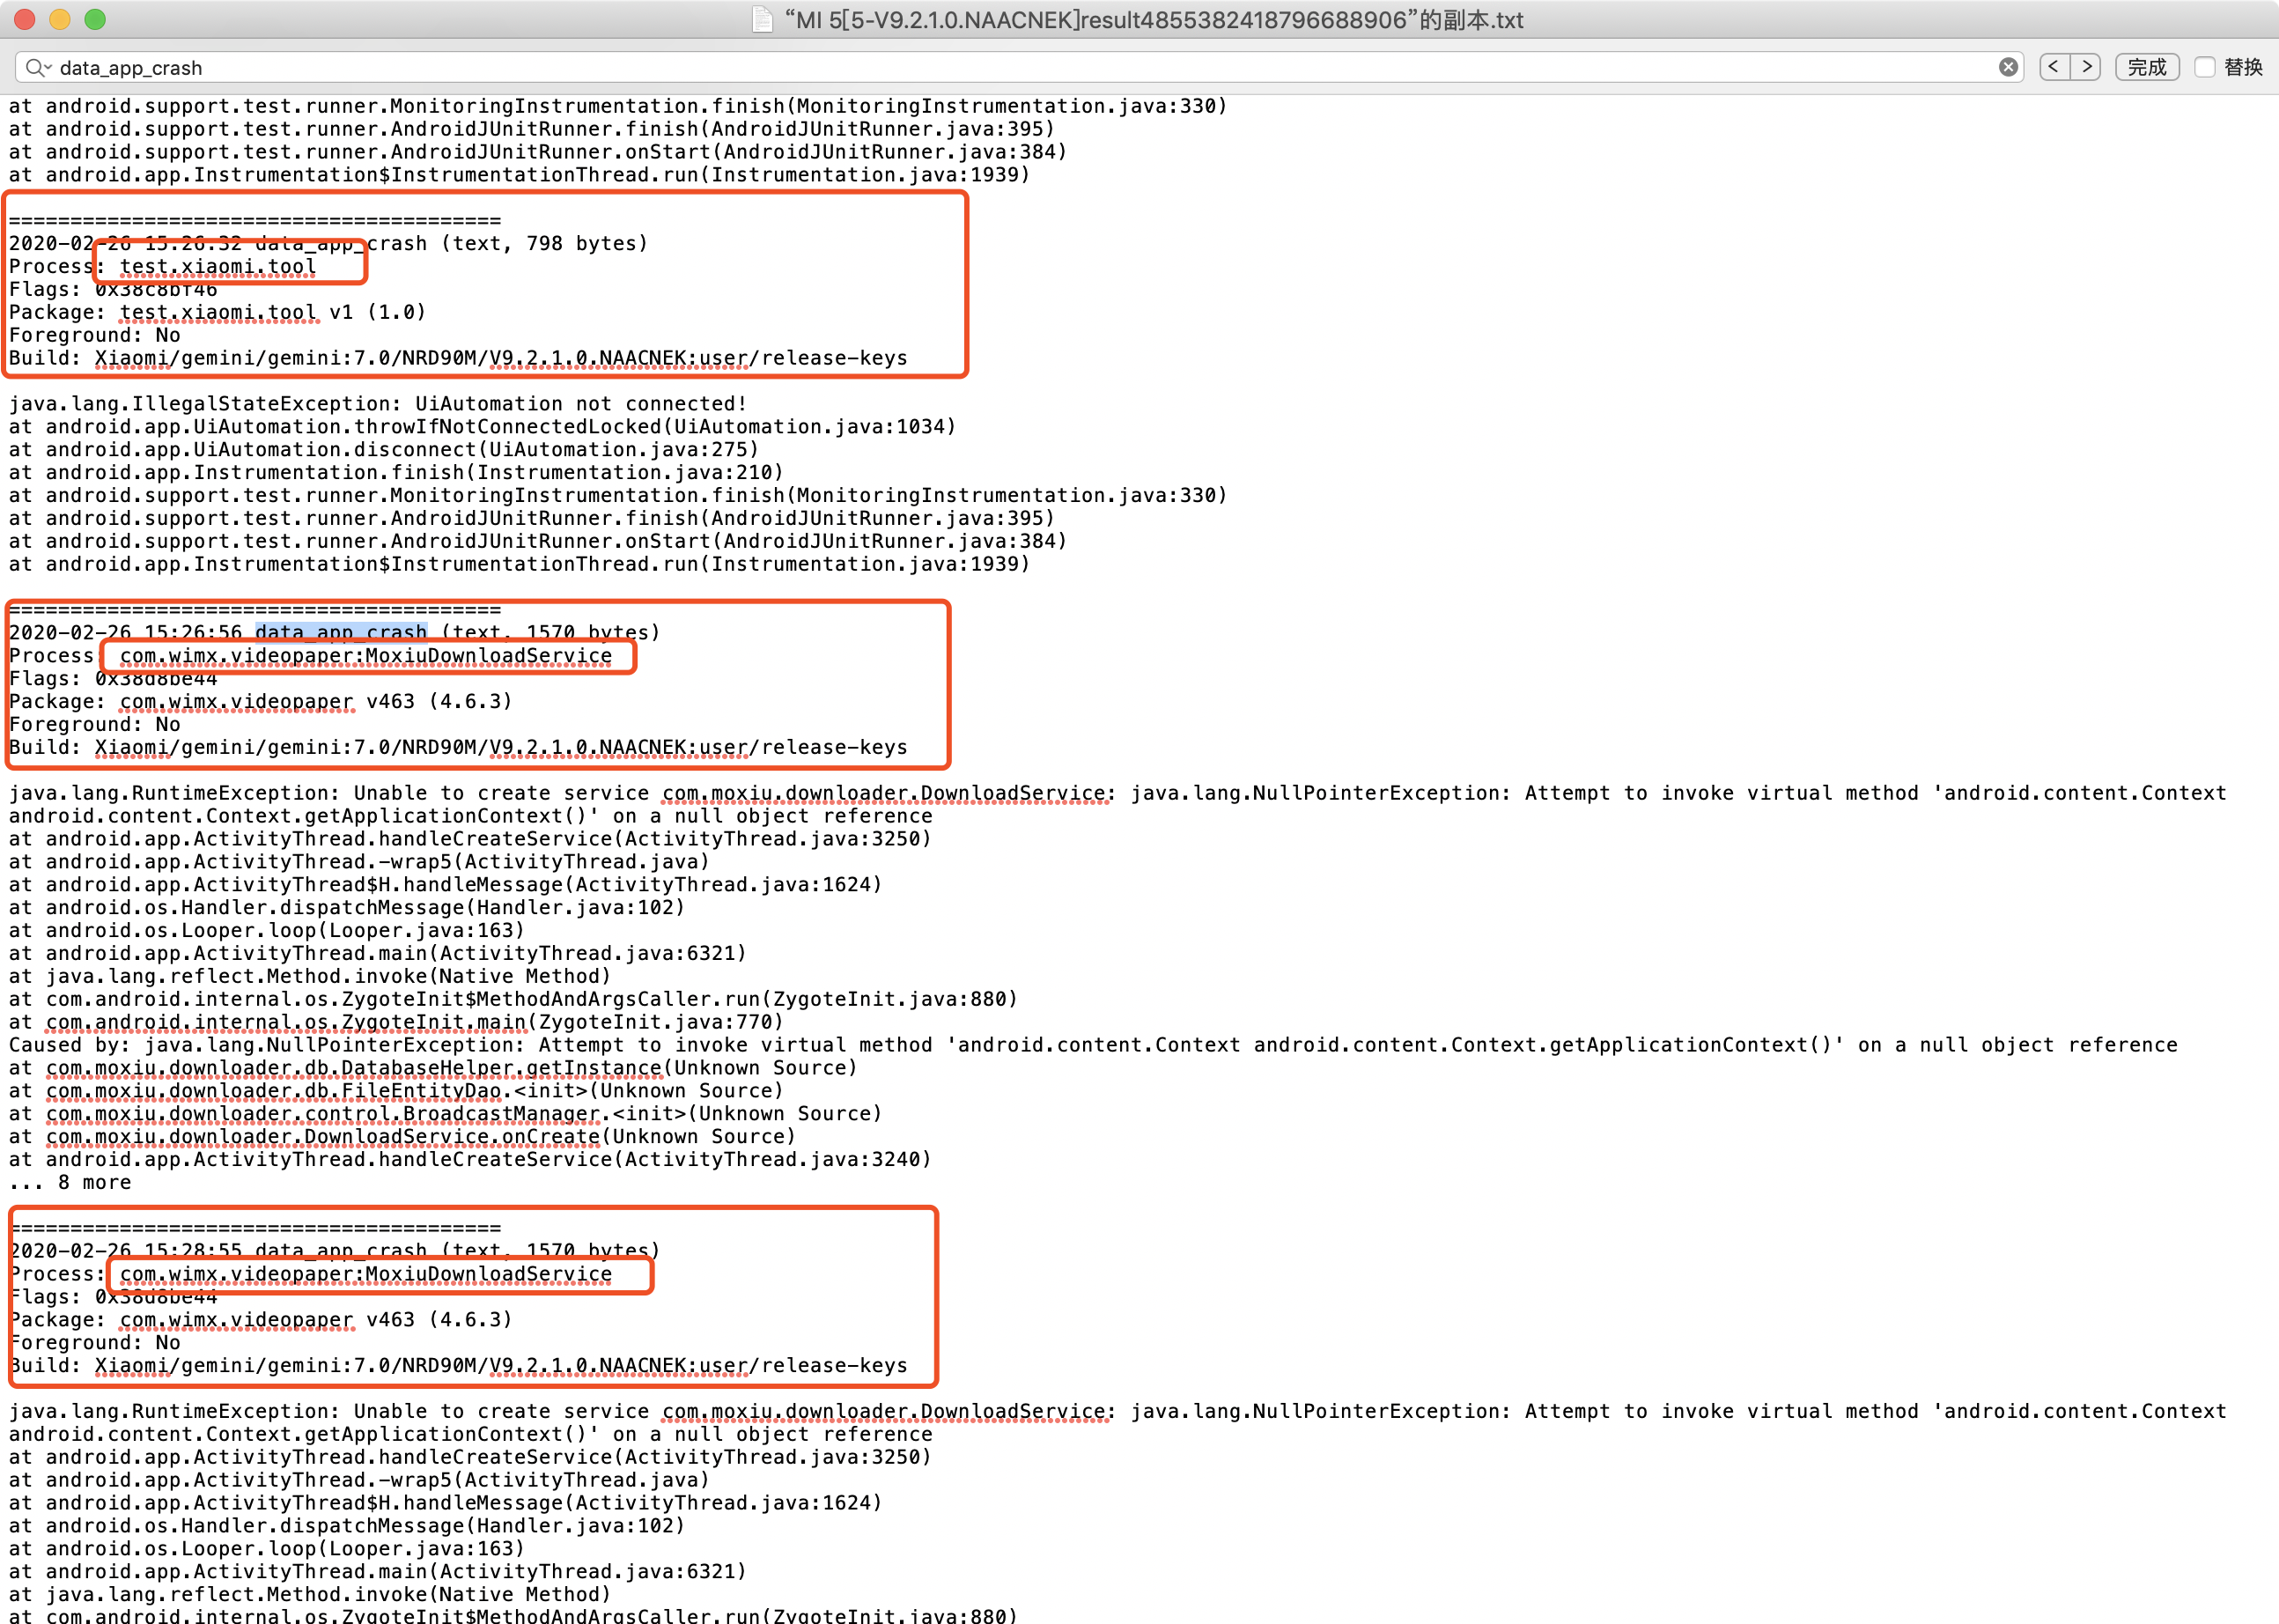 “MI 5[5-V9.2.1.0.NAACNEK]result4855382418796688906”的副本.txt
data_app_crash
< > 完成 替换
at android.support.test.runner.MonitoringInstrumentation.finish(MonitoringInstrumentation.java:330)
at android.support.test.runner.AndroidJUnitRunner.finish(AndroidJUnitRunner.java:395)
at android.support.test.runner.AndroidJUnitRunner.onStart(AndroidJUnitRunner.java:384)
at android.app.Instrumentation$InstrumentationThread.run(Instrumentation.java:1939)
========================================
2020-02-26 15:26:32 data_app_crash (text, 798 bytes)
Process: test.xiaomi.tool
Flags: 0x38c8bf46
Package: test.xiaomi.tool v1 (1.0)
Foreground: No
Build: Xiaomi/gemini/gemini:7.0/NRD90M/V9.2.1.0.NAACNEK:user/release-keys
java.lang.IllegalStateException: UiAutomation not connected!
at android.app.UiAutomation.throwIfNotConnectedLocked(UiAutomation.java:1034)
at android.app.UiAutomation.disconnect(UiAutomation.java:275)
at android.app.Instrumentation.finish(Instrumentation.java:210)
at android.support.test.runner.MonitoringInstrumentation.finish(MonitoringInstrumentation.java:330)
at android.support.test.runner.AndroidJUnitRunner.finish(AndroidJUnitRunner.java:395)
at android.support.test.runner.AndroidJUnitRunner.onStart(AndroidJUnitRunner.java:384)
at android.app.Instrumentation$InstrumentationThread.run(Instrumentation.java:1939)
========================================
2020-02-26 15:26:56 data_app_crash (text, 1570 bytes)
Process: com.wimx.videopaper:MoxiuDownloadService
Flags: 0x38d8be44
Package: com.wimx.videopaper v463 (4.6.3)
Foreground: No
Build: Xiaomi/gemini/gemini:7.0/NRD90M/V9.2.1.0.NAACNEK:user/release-keys
java.lang.RuntimeException: Unable to create service com.moxiu.downloader.DownloadService: java.lang.NullPointerException: Attempt to invoke virtual method 'android.content.Context
android.content.Context.getApplicationContext()' on a null object reference
at android.app.ActivityThread.handleCreateService(ActivityThread.java:3250)
at android.app.ActivityThread.-wrap5(ActivityThread.java)
at android.app.ActivityThread$H.handleMessage(ActivityThread.java:1624)
at android.os.Handler.dispatchMessage(Handler.java:102)
at android.os.Looper.loop(Looper.java:163)
at android.app.ActivityThread.main(ActivityThread.java:6321)
at java.lang.reflect.Method.invoke(Native Method)
at com.android.internal.os.ZygoteInit$MethodAndArgsCaller.run(ZygoteInit.java:880)
at com.android.internal.os.ZygoteInit.main(ZygoteInit.java:770)
Caused by: java.lang.NullPointerException: Attempt to invoke virtual method 'android.content.Context android.content.Context.getApplicationContext()' on a null object reference
at com.moxiu.downloader.db.DatabaseHelper.getInstance(Unknown Source)
at com.moxiu.downloader.db.FileEntityDao.<init>(Unknown Source)
at com.moxiu.downloader.control.BroadcastManager.<init>(Unknown Source)
at com.moxiu.downloader.DownloadService.onCreate(Unknown Source)
at android.app.ActivityThread.handleCreateService(ActivityThread.java:3240)
... 8 more
========================================
2020-02-26 15:28:55 data_app_crash (text, 1570 bytes)
Process: com.wimx.videopaper:MoxiuDownloadService
Flags: 0x38d8be44
Package: com.wimx.videopaper v463 (4.6.3)
Foreground: No
Build: Xiaomi/gemini/gemini:7.0/NRD90M/V9.2.1.0.NAACNEK:user/release-keys
java.lang.RuntimeException: Unable to create service com.moxiu.downloader.DownloadService: java.lang.NullPointerException: Attempt to invoke virtual method 'android.content.Context
android.content.Context.getApplicationContext()' on a null object reference
at android.app.ActivityThread.handleCreateService(ActivityThread.java:3250)
at android.app.ActivityThread.-wrap5(ActivityThread.java)
at android.app.ActivityThread$H.handleMessage(ActivityThread.java:1624)
at android.os.Handler.dispatchMessage(Handler.java:102)
at android.os.Looper.loop(Looper.java:163)
at android.app.ActivityThread.main(ActivityThread.java:6321)
at java.lang.reflect.Method.invoke(Native Method)
at com.android.internal.os.ZygoteInit$MethodAndArgsCaller.run(ZygoteInit.java:880)